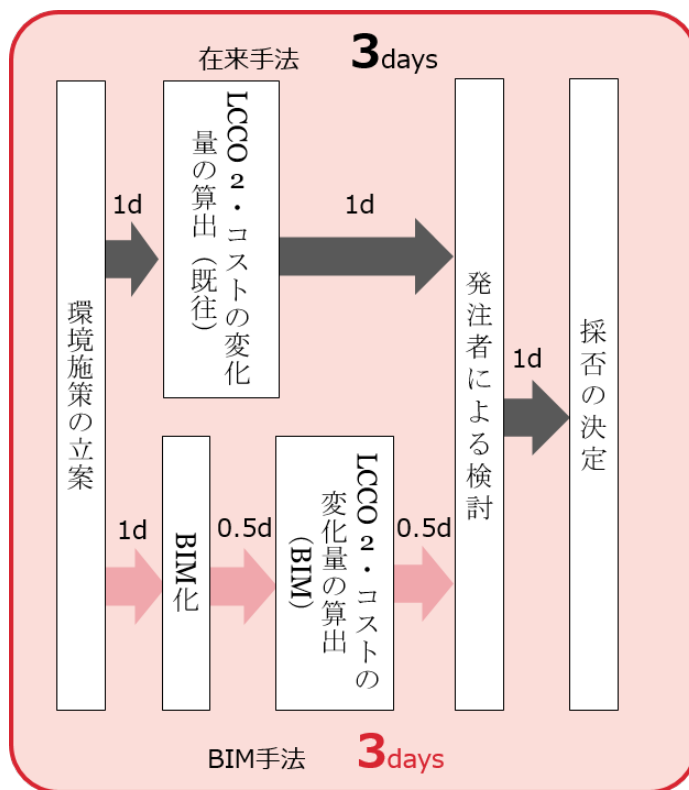 在来手法 3days
環境施策の立案
1d
LCCO2・コストの変化
量の算出（既往）
1d
発注者による検討
1d
採否の決定
1d
BIM化
0.5d
LCCO2・コストの
変化量の算出
(BIM)
0.5d
BIM手法 3days